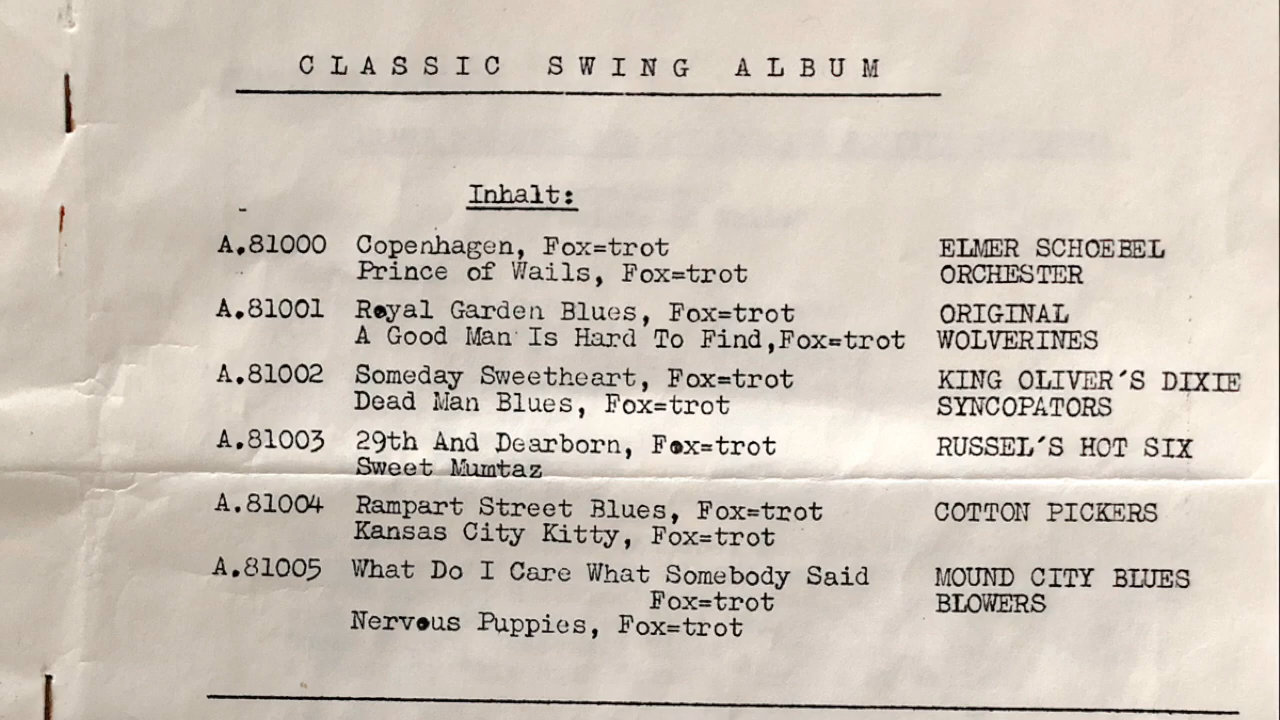 CLASSIC SWING ALBUM
Inhalt:
A.81000 Copenhagen, Fox=trot ELMER SCHOEBEL
Prince of Wails, Fox=trot ORCHESTER
A.81001 Royal Garden Blues, Fox=trot ORIGINAL
A Good Man Is Hard To Find,Fox=trot WOLVERINES
A.81002 Someday Sweetheart, Fox=trot KING OLIVER'S DIXIE
Dead Man Blues, Fox=trot SYNCOPATORS
A.81003 29th And Dearborn, Fox=trot RUSSEL'S HOT SIX
Sweet Mumtaz
A.81004 Rampart Street Blues, Fox=trot COTTON PICKERS
Kansas City Kitty, Fox=trot
A.81005 What Do I Care What Somebody Said MOUND CITY BLUES
Fox=trot BLOWERS
Nervous Puppies, Fox=trot